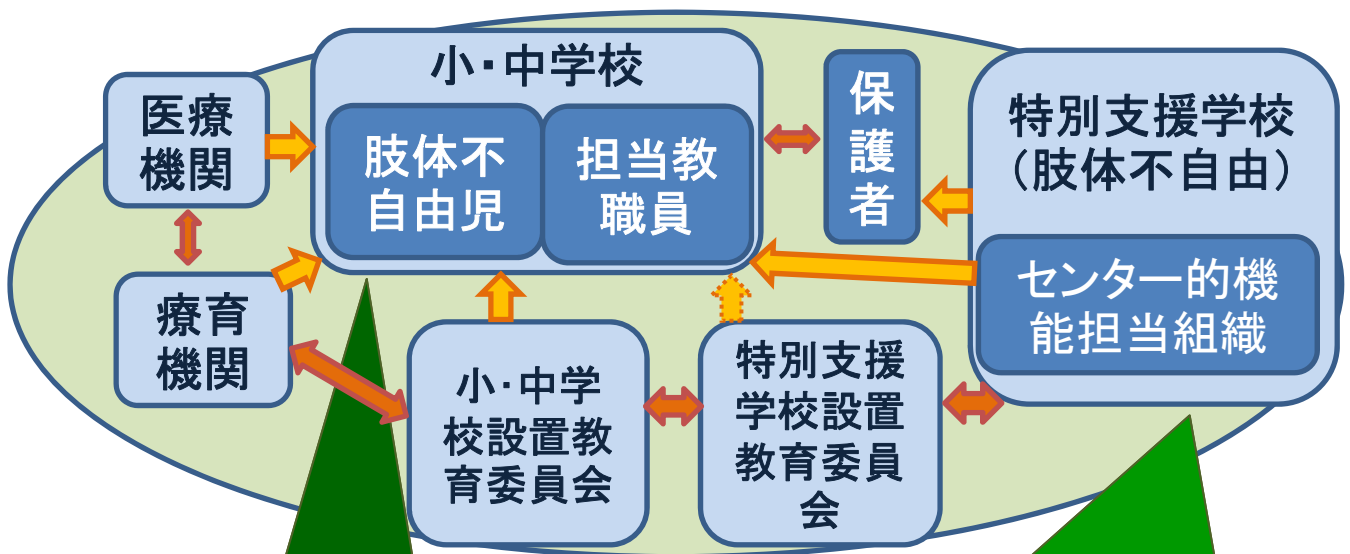 小・中学校
医療
機関
肢体不
自由児
担当教
職員
保
護
者
特別支援学校
（肢体不自由）
センター的機
能担当組織
療育
機関
小・中学
校設置教
育委員会
特別支援
学校設置
教育委員
会